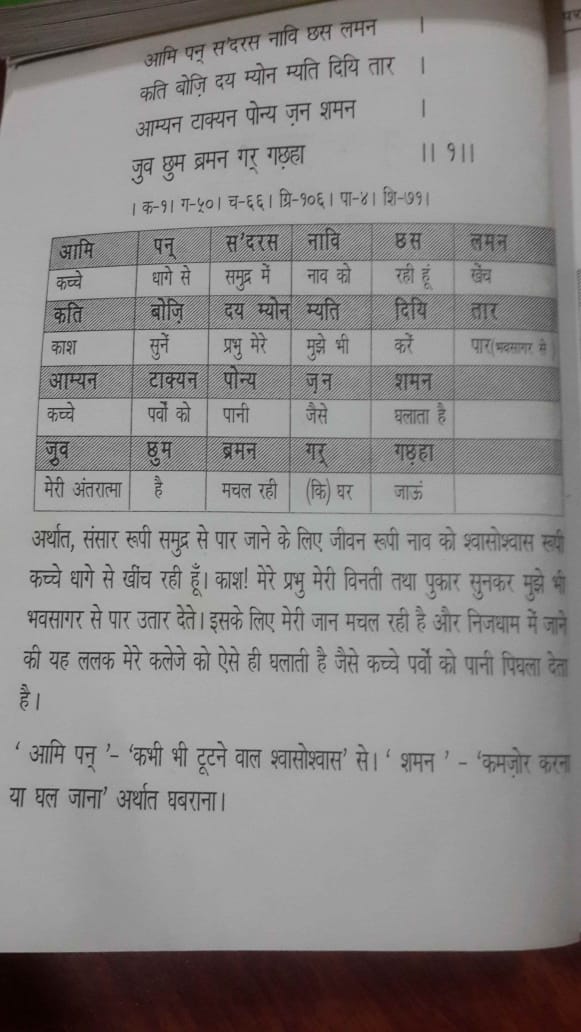 आमि पन् स'दरस नावि छस लमन ।
कति बोज़ि दय म्योन म्यति दियि तार ।
आम्यन टाक्यन पोन्य ज़न शमन ।
जुव छुम ब्रमन गर् गछ़हा ।। १।।
। क-१। ग-५०। च-६६। ग्रि-१०६। पा-४। शि-७१।
आमि पन् स'दरस नावि छस लमन
कच्चे धागे से समुद्र में नाव को रही हूं खेंच
कति बोज़ि दय म्योन म्यति दियि तार
काश सुनें प्रभु मेरे मुझे भी करें पार(भवसागर से )
आम्यन टाक्यन पोन्य ज़न शमन
कच्चे पर्वों को पानी जैसे घलाता है
जुव छुम ब्रमन गर् गछ़हा
मेरी अंतरात्मा है मचल रही (कि) घर जाऊं
अर्थात, संसार रूपी समुद्र से पार जाने के लिए जीवन रूपी नाव को श्वासोश्वास रूपी
कच्चे धागे से खींच रही हूँ। काश! मेरे प्रभु मेरी विनती तथा पुकार सुनकर मुझे भी
भवसागर से पार उतार देते। इसके लिए मेरी जान मचल रही है और निजधाम में जाने
की यह ललक मेरे कलेजे को ऐसे ही घलाती है जैसे कच्चे पर्वों को पानी पिघला देता
है।
' आमि पन् '- 'कभी भी टूटने वाल श्वासोश्वास' से। ' शमन ' - 'कमज़ोर करना
या घल जाना' अर्थात घबराना।